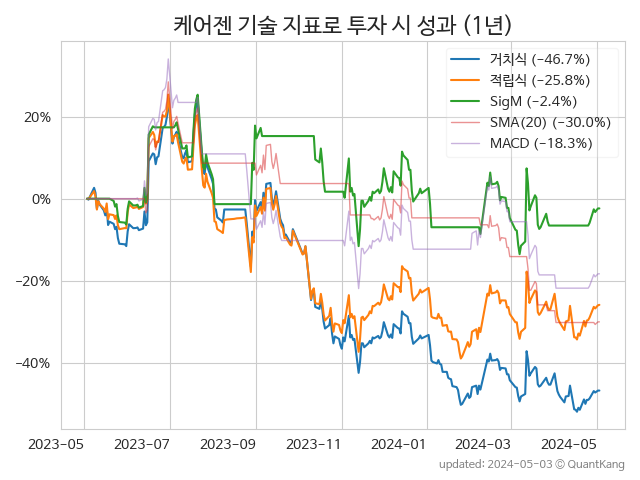 케어젠 기술 지표로 투자 시 성과 (1년)
거치식 (−46.7%)
적립식 (−25.8%)
SigM (−2.4%)
SMA(20) (−30.0%)
MACD (−18.3%)
20%
0%
−20%
−40%
2023-05 2023-07 2023-09 2023-11 2024-01 2024-03 2024-05
updated: 2024-05-03 © QuantKang